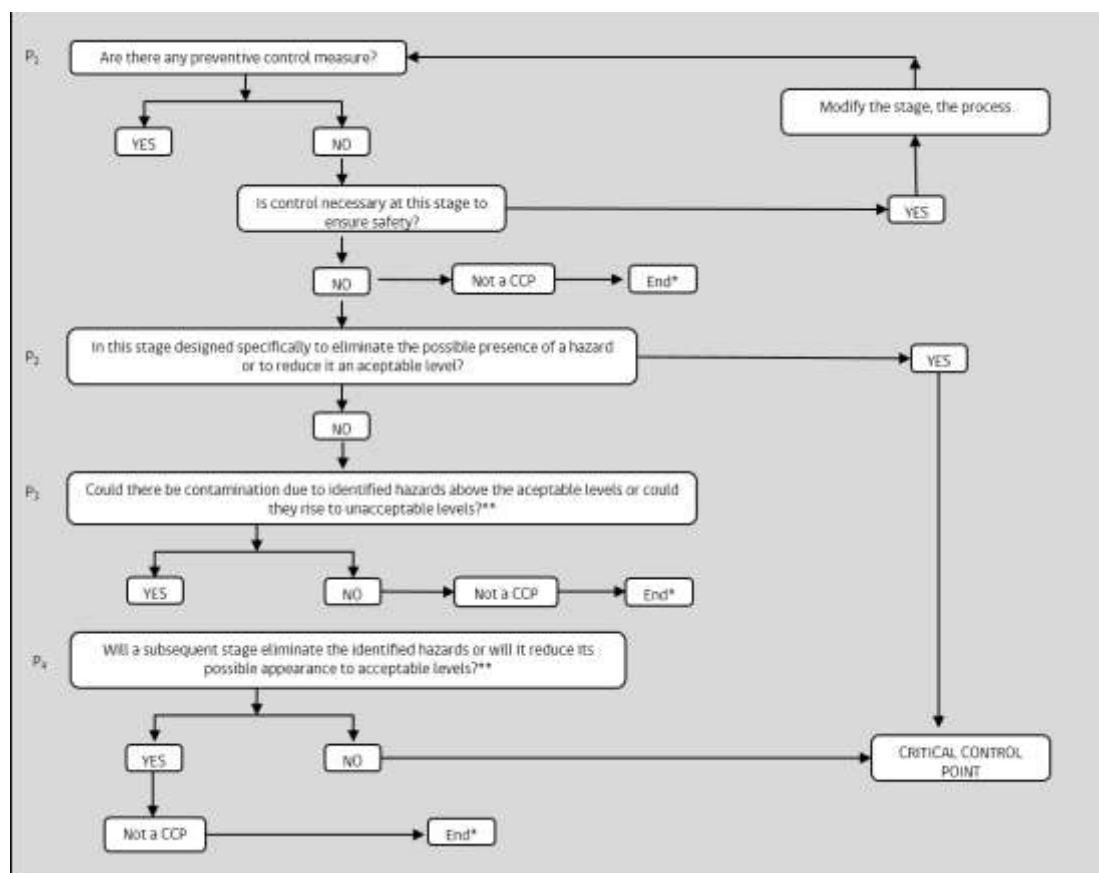 P1
Are there any preventive control measure?
Modify the stage, the process
YES
NO
Is control necessary at this stage to
ensure safety?
YES
NO
Not a CCP
End*
P2
In this stage designed specifically to eliminate the possible presence of a hazard
or to reduce it an aceptable level?
YES
NO
P3
Could there be contamination due to identified hazards above the aceptable levels or could
they rise to unacceptable levels?**
YES
NO
Not a CCP
End*
P4
Will a subsequent stage eliminate the identified hazards or will it reduce its
possible appearance to acceptable levels?**
YES
NO
CRITICAL CONTROL
POINT
Not a CCP
End*